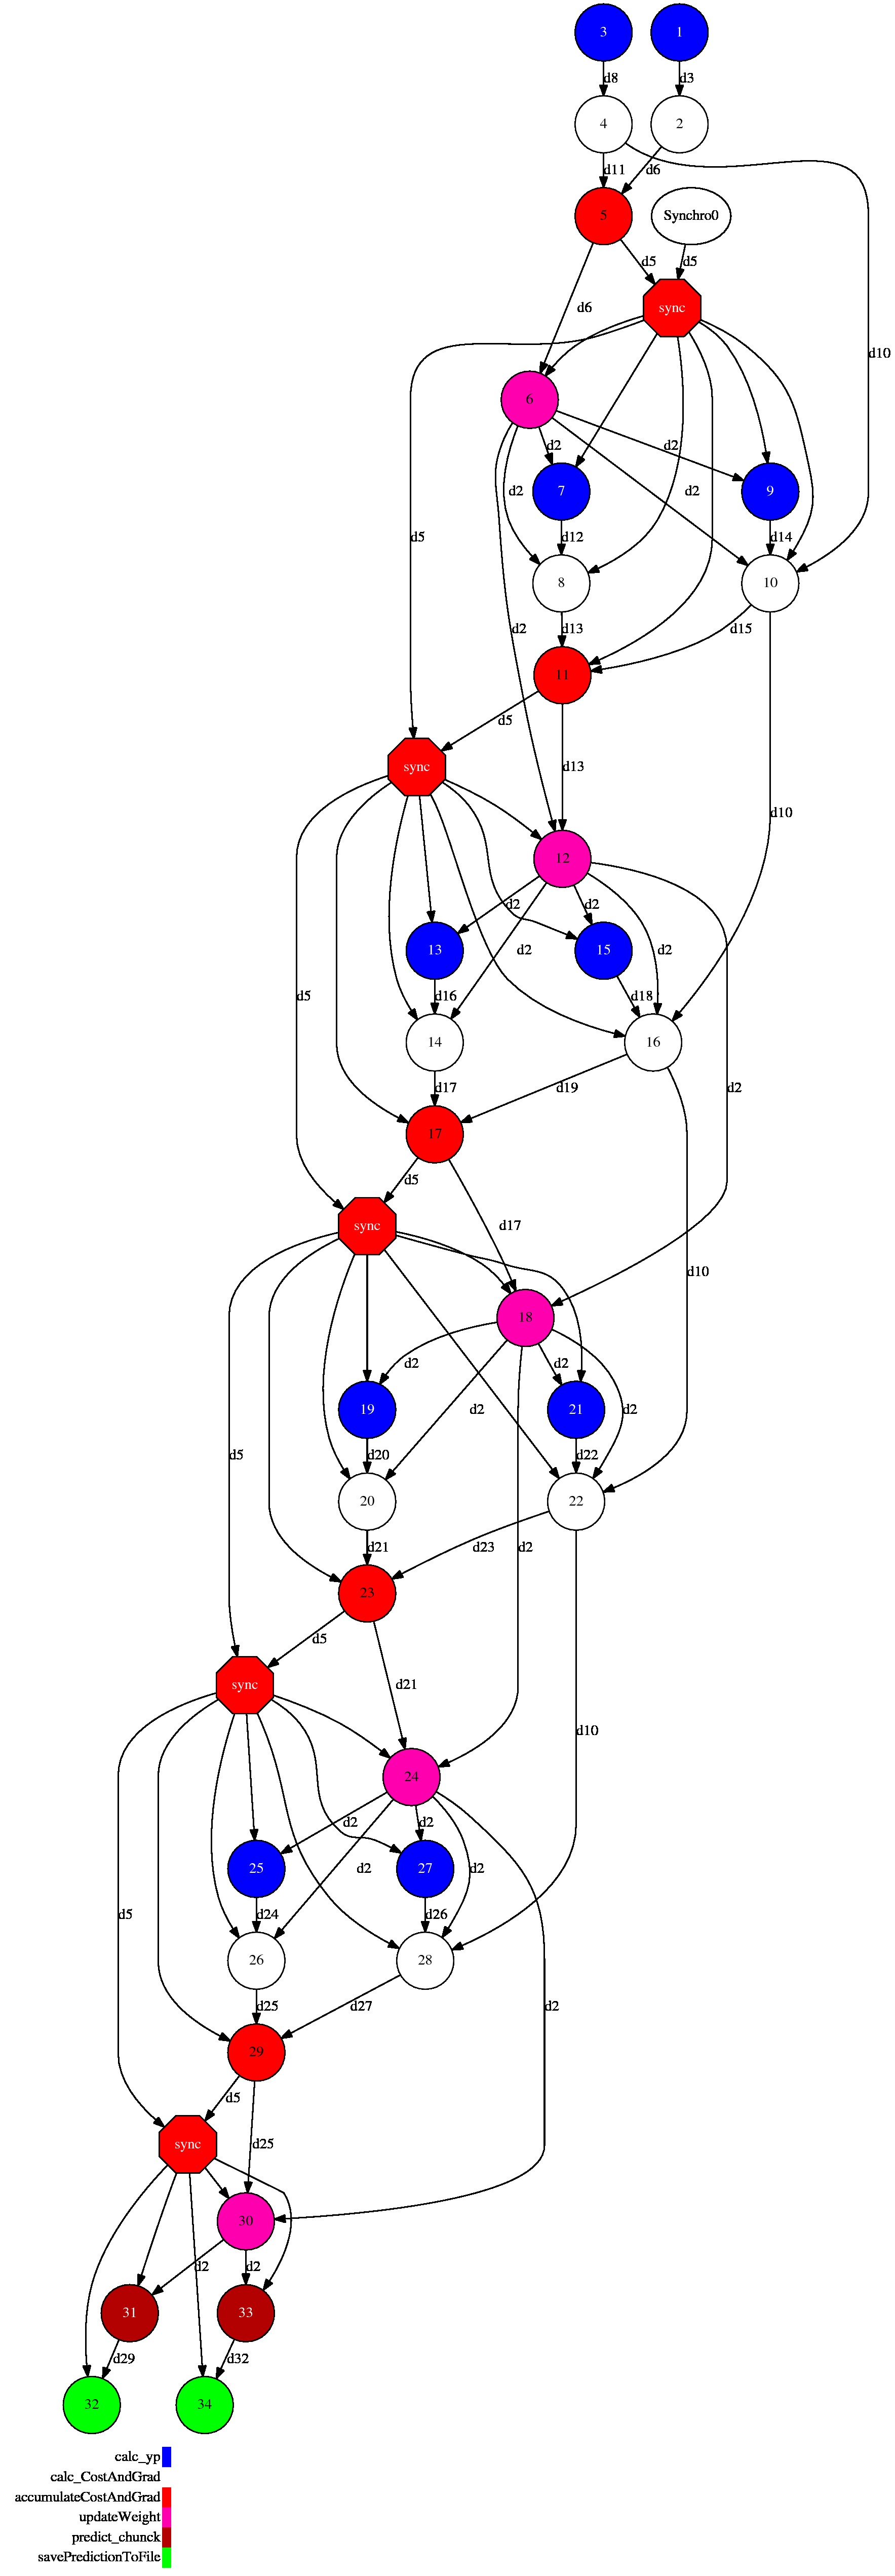 3 1
d8 d3
4 2
d11 d6
5 Synchro0
d5 d5
sync
d6
d10
6
d2 d2
7 9
d2 d2
d5 d12 d14
8 10
d2 d13 d15
11
d5
sync d13
d10
12
d2 d2
13 15
d2 d2
d5 d16 d18
14 16
d17 d19 d2
17
d5
sync d17
d10
18
d2 d2
19 21
d2 d2
d5 d20 d22
20 22
d21 d23 d2
23
d5
sync d21
d10
24
d2 d2
25 27
d2 d2
d5 d24 d26
26 28
d25 d27 d2
29
d5
sync d25
30
d2 d2
31 33
d29 d32
32 34
calc_yp
calc_CostAndGrad
accumulateCostAndGrad
updateWeight
predict_chunck
savePredictionToFile